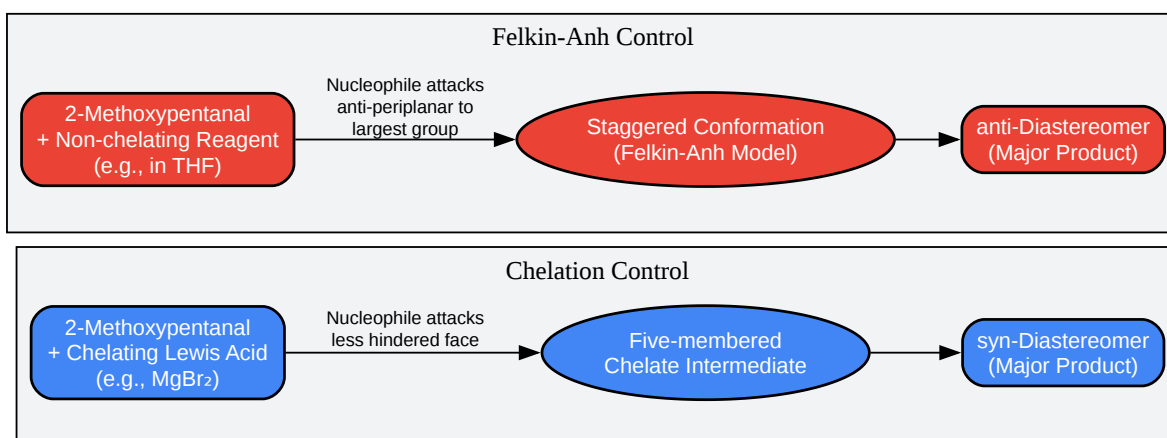 Felkin-Anh Control
2-Methoxypentanal
+ Non-chelating Reagent
(e.g., in THF)
Nucleophile attacks
anti-periplanar to
largest group
Staggered Conformation
(Felkin-Anh Model)
anti-Diastereomer
(Major Product)
Chelation Control
2-Methoxypentanal
+ Chelating Lewis Acid
(e.g., MgBr₂)
Nucleophile attacks
less hindered face
Five-membered
Chelate Intermediate
syn-Diastereomer
(Major Product)